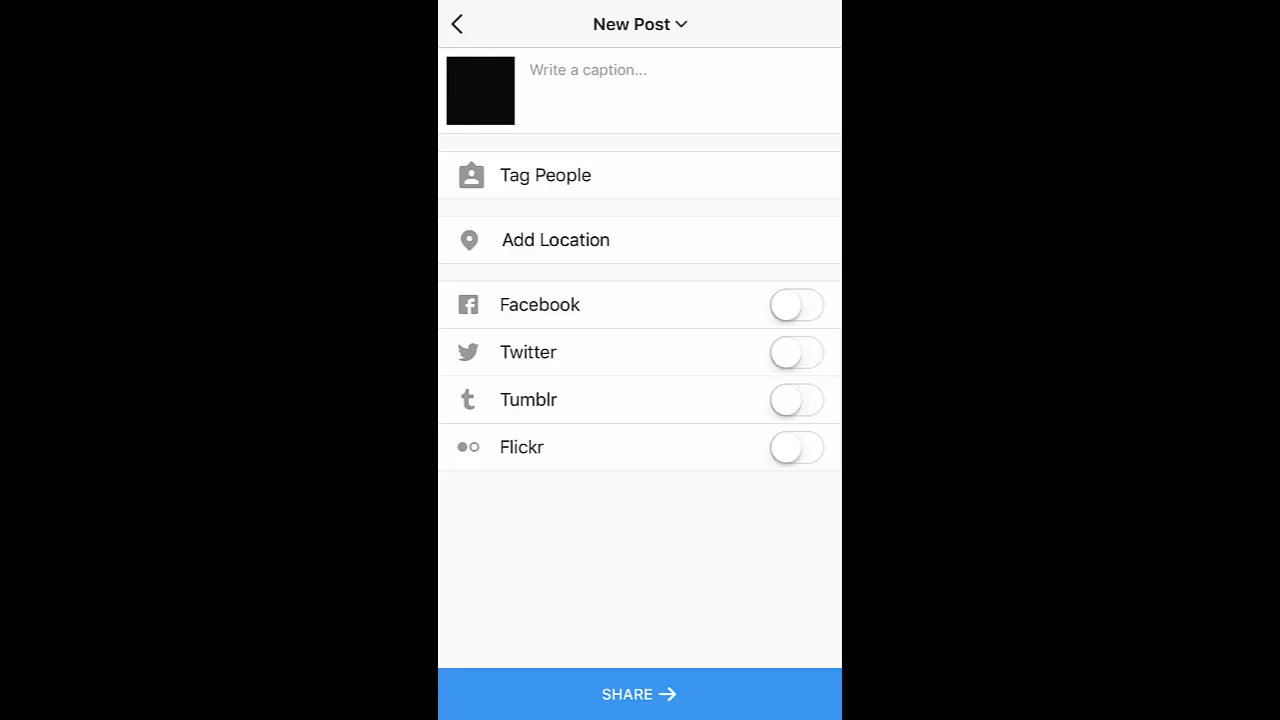 New Post
Write a caption...
Tag People
Add Location
Facebook
Twitter
Tumblr
Flickr
SHARE